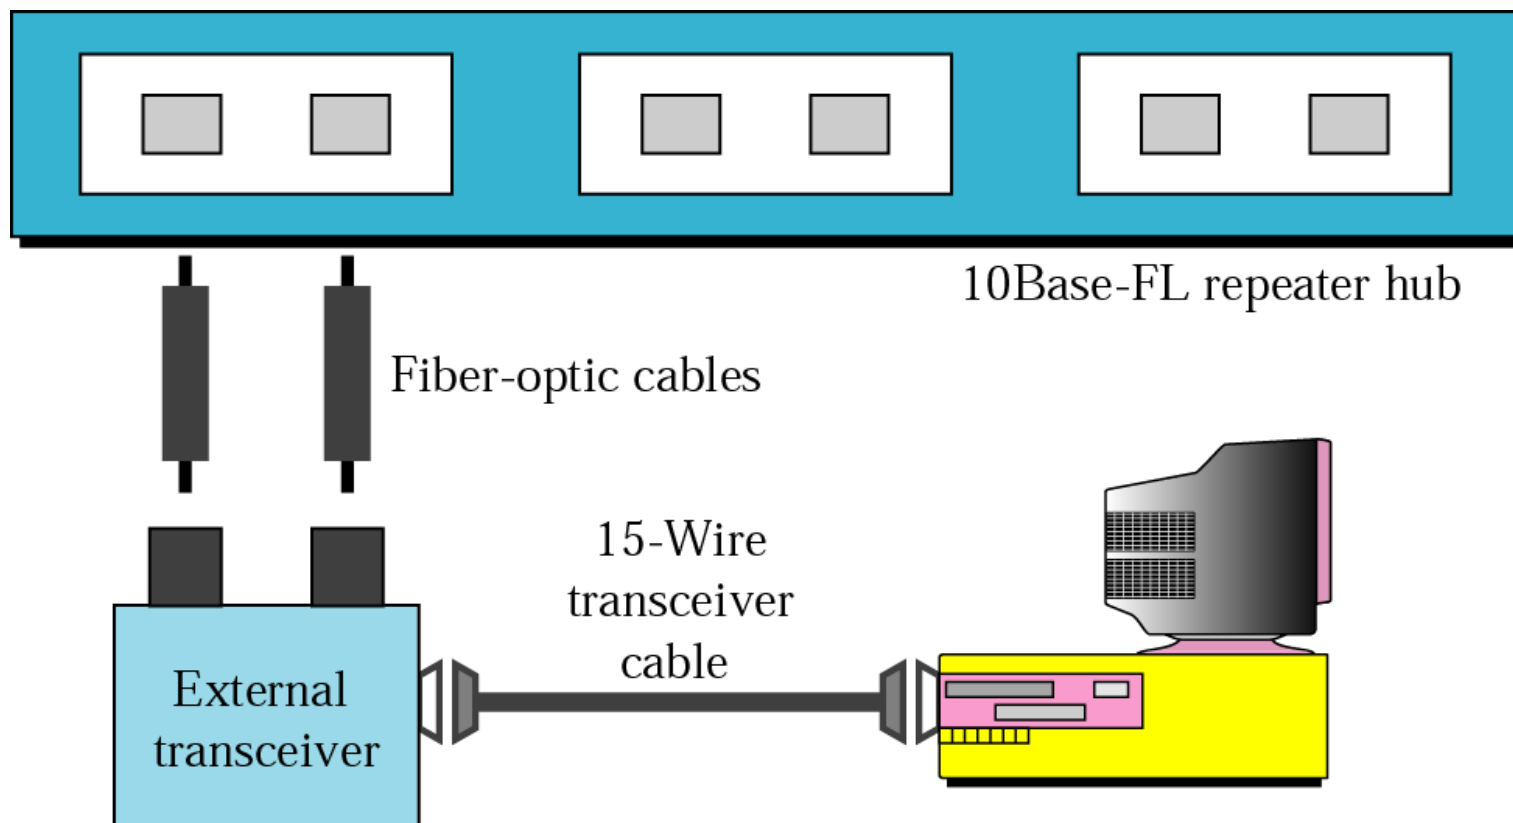 10Base-FL repeater hub
Fiber-optic cables
15-Wire
transceiver
cable
External
transceiver